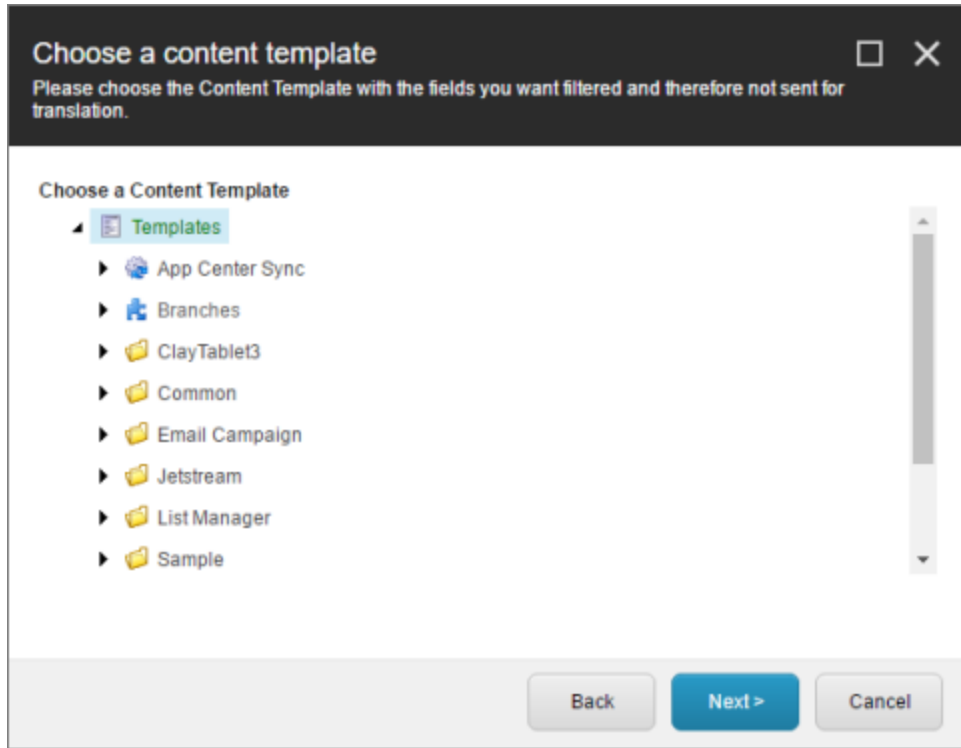 Choose a content template
Please choose the Content Template with the fields you want filtered and therefore not sent for
translation.
Choose a Content Template
Templates
App Center Sync
Branches
ClayTablet3
Common
Email Campaign
Jetstream
List Manager
Sample
Back
Next >
Cancel